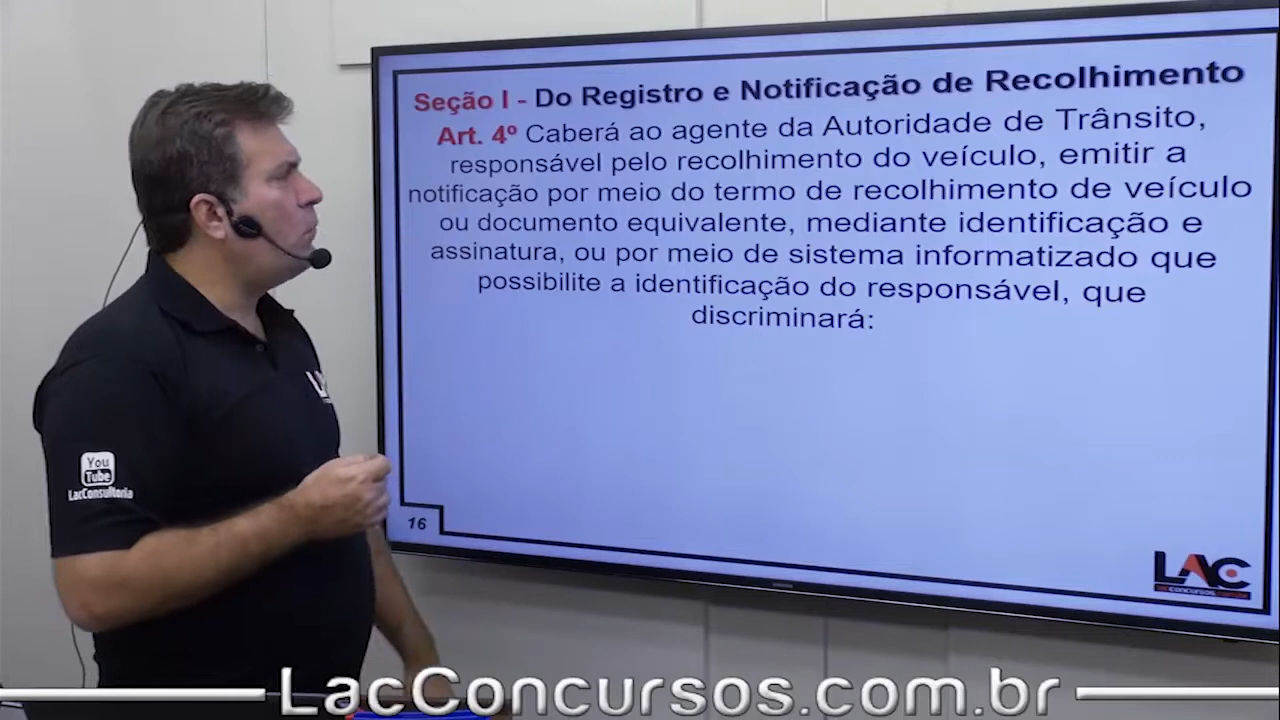 Seção I - Do Registro e Notificação de Recolhimento
Art. 4º Caberá ao agente da Autoridade de Trânsito,
responsável pelo recolhimento do veículo, emitir a
notificação por meio do termo de recolhimento de veículo
ou documento equivalente, mediante identificação e
assinatura, ou por meio de sistema informatizado que
possibilite a identificação do responsável, que
discriminará:
16
LAC
You
Tube
LacConsultoria
LacConcursos.com.br